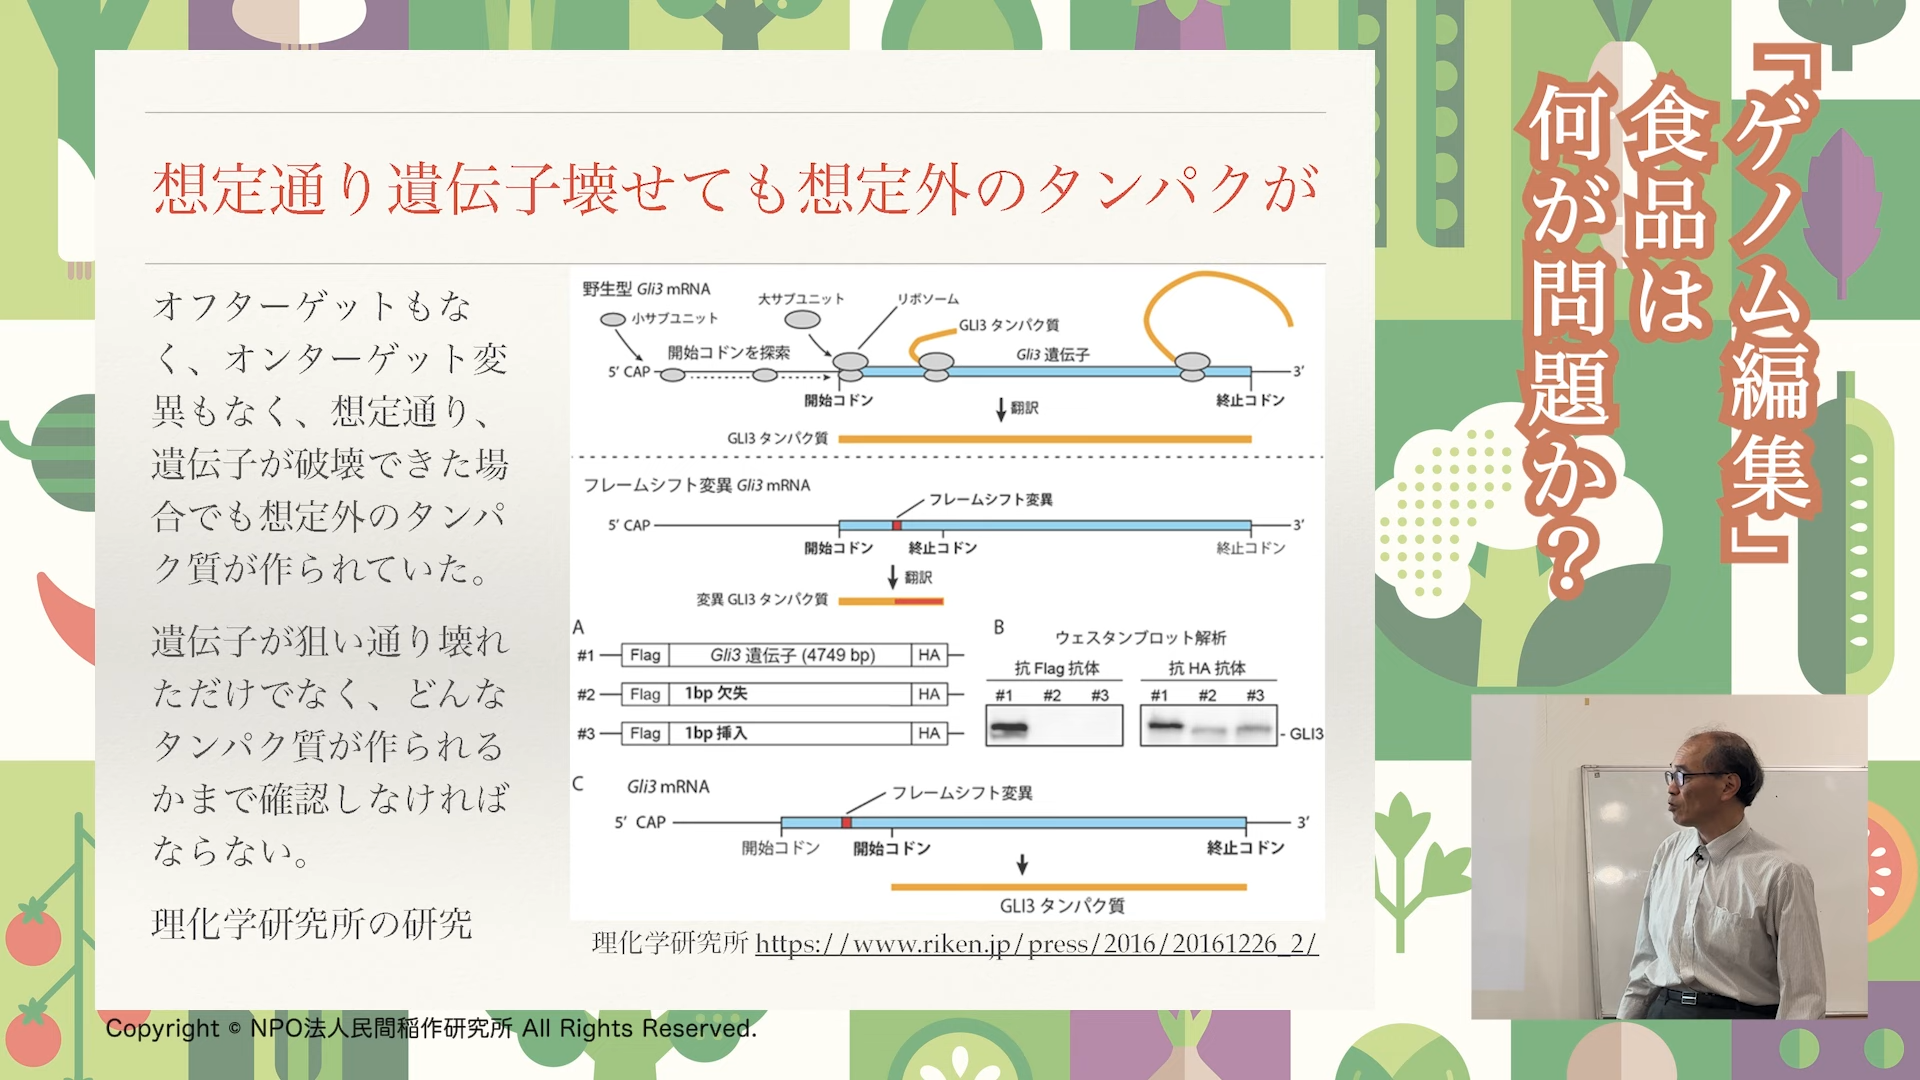 想定通り遺伝子壊せても想定外のタンパクが
オフターゲットもな
く、オンターゲット変
異もなく、想定通り、
遺伝子が破壊できた場
合でも想定外のタンパ
ク質が作られていた。
遺伝子が狙い通り壊れ
ただけでなく、どんな
タンパク質が作られる
かまで確認しなければ
ならない。
理化学研究所の研究
野生型 Gli3 mRNA
小サブユニット
大サブユニット
リボソーム
開始コドンを探索
GLI3 タンパク質
Gli3 遺伝子
5′ CAP
3′
開始コドン
終止コドン
翻訳
GLI3 タンパク質
フレームシフト変異 Gli3 mRNA
フレームシフト変異
5′ CAP
3′
開始コドン
終止コドン
終止コドン
翻訳
変異 GLI3 タンパク質
A
#1 Flag Gli3 遺伝子 (4749 bp) HA
#2 Flag 1bp 欠失 HA
#3 Flag 1bp 挿入 HA
B
ウェスタンブロット解析
抗 Flag 抗体
抗 HA 抗体
#1 #2 #3
#1 #2 #3
- GLI3
C
Gli3 mRNA
フレームシフト変異
5′ CAP
3′
開始コドン
開始コドン
終止コドン
GLI3 タンパク質
理化学研究所 https://www.riken.jp/press/2016/20161226_2/
『ゲノム編集』
食品は
何が問題か？
Copyright © NPO法人民間稲作研究所 All Rights Reserved.